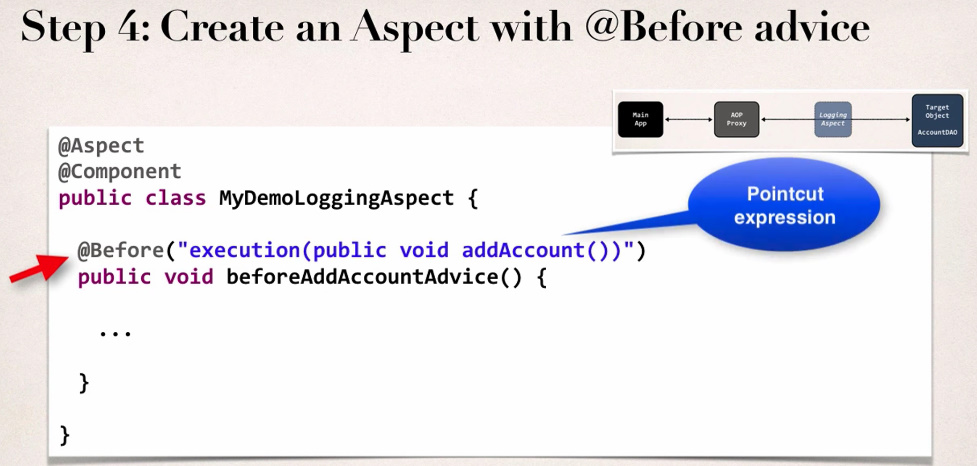 Step 4: Create an Aspect with @Before advice
Main
App
AOP
Proxy
Logging
Aspect
Target
Object
AccountDAO
@Aspect
@Component
public class MyDemoLoggingAspect {
Pointcut
expression
@Before("execution(public void addAccount())")
public void beforeAddAccountAdvice() {
...
}
}